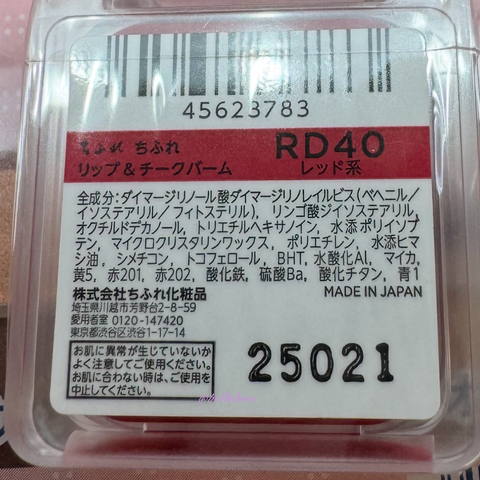 45623783
ちふれ ちふれ
リップ&チークバーム
RD40
レッド系
全成分:ダイマージリノール酸ダイマージリノレイルビス(ベヘニル/
イソステアリル/フィトステリル)、リンゴ酸ジイソステアリル、
オクチルドデカノール、トリエチルヘキサノイン、水添ポリイソブ
テン、マイクロクリスタリンワックス、ポリエチレン、水添ヒマ
シ油、シメチコン、トコフェロール、BHT、水酸化Al、マイカ、
黄5、赤201、赤202、酸化鉄、硫酸Ba、酸化チタン、青1
株式会社ちふれ化粧品
MADE IN JAPAN
埼玉県川越市芳野台2-8-59
愛用者室 0120-147420
東京都渋谷区渋谷1-17-14
お肌に異常が生じていないか
よく注意してご使用ください。
お肌に合わない時は、ご使用を
中止してください。
25021